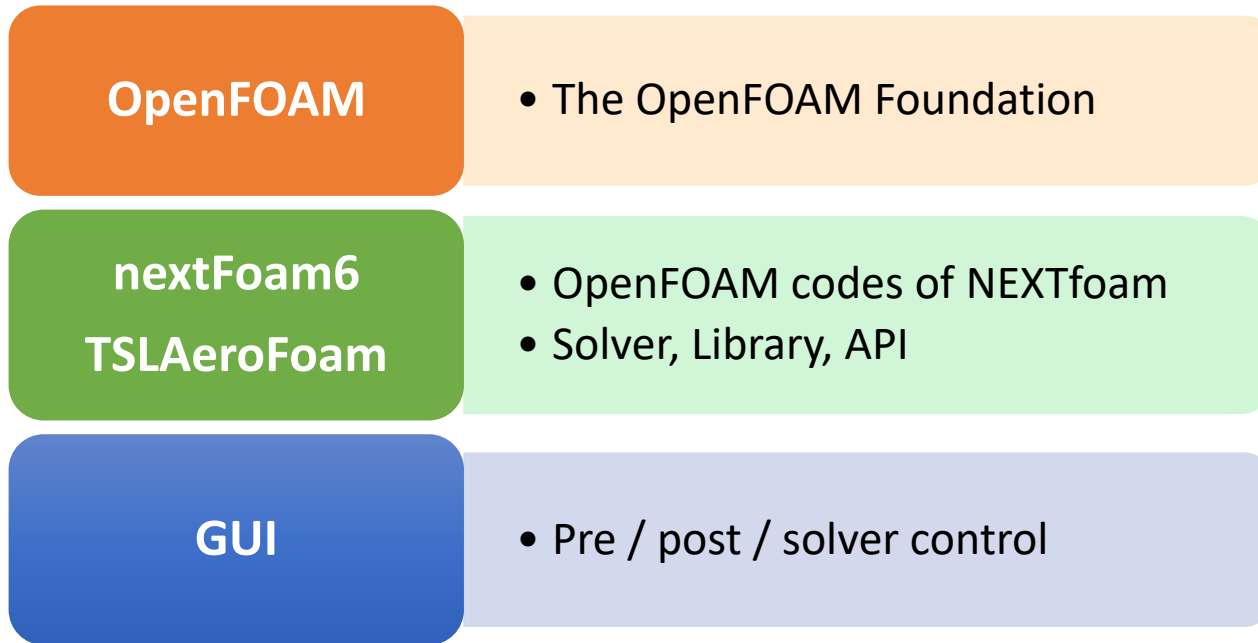 OpenFOAM
• The OpenFOAM Foundation
nextFoam6
TSLAeroFoam
• OpenFOAM codes of NEXTfoam
• Solver, Library, API
GUI
• Pre / post / solver control